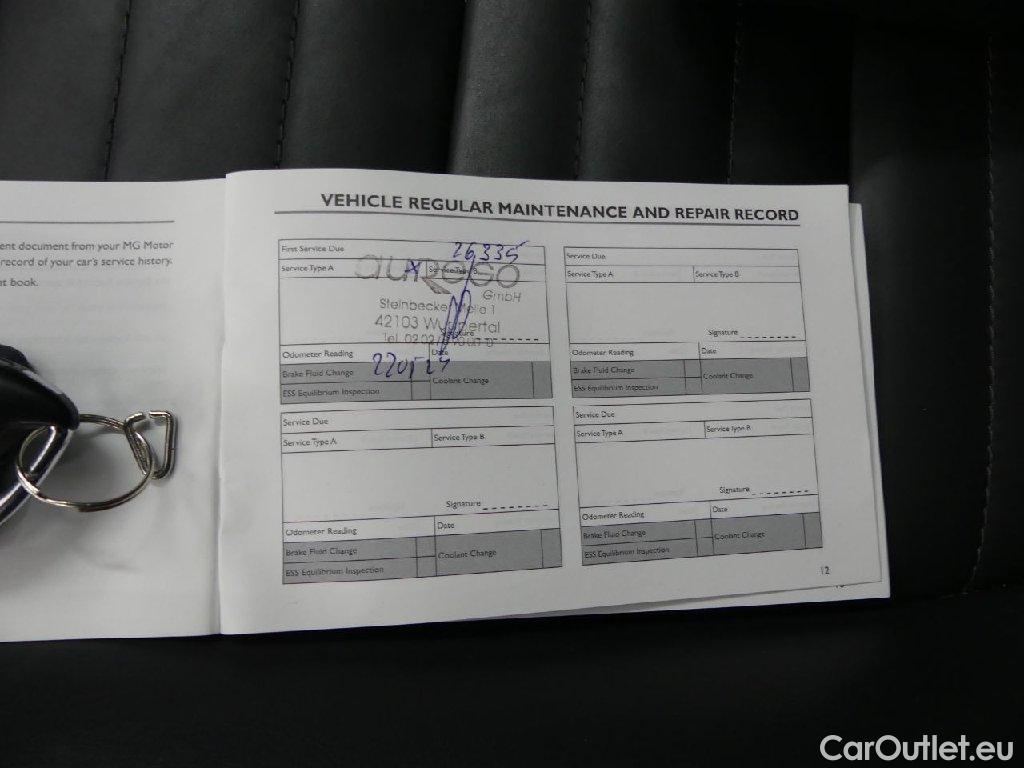 ent document from your MG Motor
record of your car's service history.
t book.
VEHICLE REGULAR MAINTENANCE AND REPAIR RECORD
First Service Due 26335
Service Type A Service Type B
GmbH
42103 Wuppertal
Signature
Odometer Reading Date
Brake Fluid Change Coolant Change
ESS Equilibrium Inspection
Service Due
Service Type A Service Type B
Signature
Odometer Reading Date
Brake Fluid Change Coolant Change
ESS Equilibrium Inspection
Service Due
Service Type A Service Type B
Signature
Odometer Reading Date
Brake Fluid Change Coolant Change
ESS Equilibrium Inspection
Service Due
Service Type A Service Type B
Signature
Odometer Reading Date
Brake Fluid Change Coolant Change
ESS Equilibrium Inspection
12
CarOutlet.eu